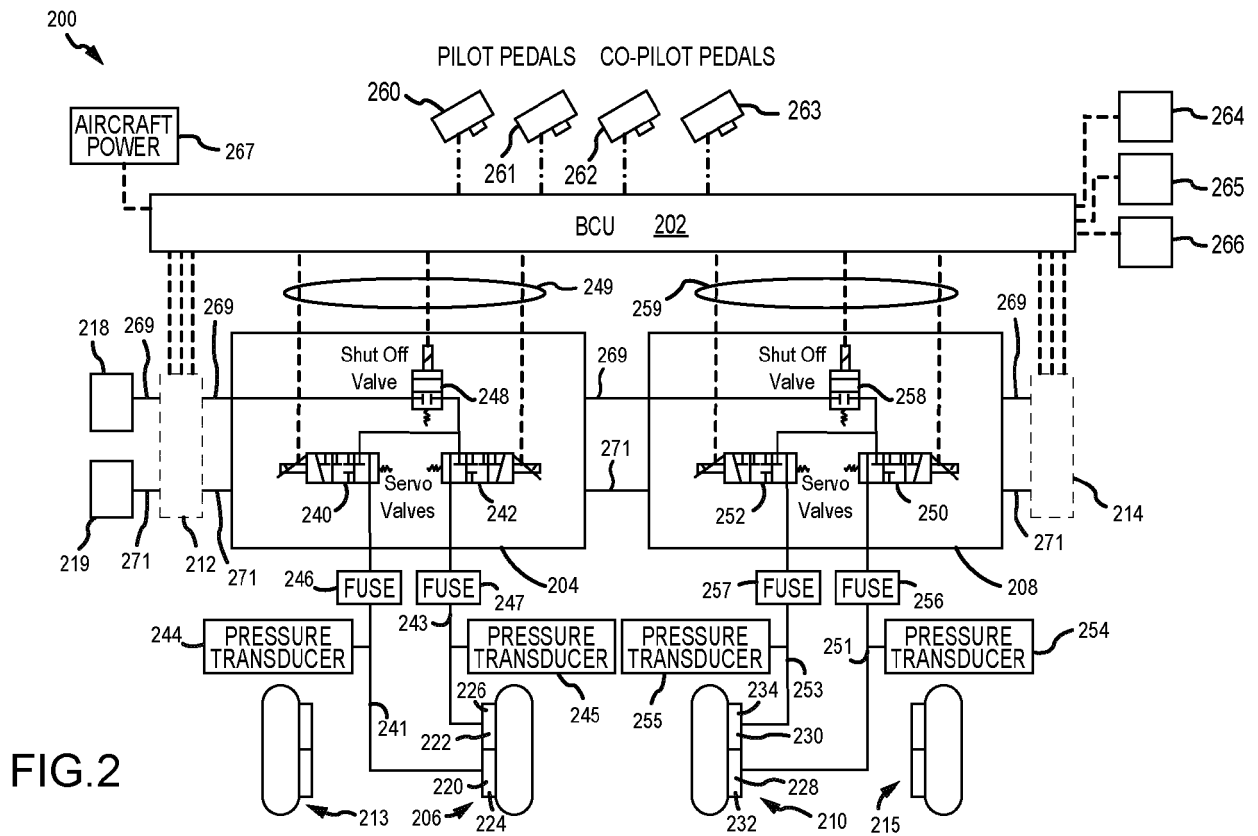 200
PILOT PEDALS CO-PILOT PEDALS
260
263
264
AIRCRAFT
POWER
267
261
262
265
BCU 202
266
249
259
218
269
269
Shut Off
Valve
248
269
Shut Off
Valve
258
269
271
240
Servo
Valves
242
252
Servo
Valves
250
214
219
271
212
271
204
271
208
246
FUSE
FUSE
247
257
FUSE
FUSE
256
243
244
PRESSURE
TRANSDUCER
PRESSURE
TRANSDUCER
PRESSURE
TRANSDUCER
251
PRESSURE
TRANSDUCER
254
253
226
245
255
234
241
222
230
FIG.2
220
228
213
206
224
232
210
215